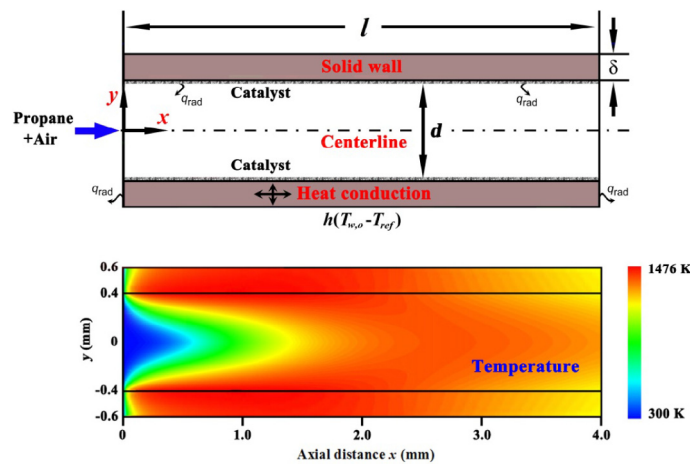 l
Solid wall
δ
y
Catalyst
q_rad
q_rad
Propane
+Air
x
d
Centerline
Catalyst
q_rad
Heat conduction
q_rad
h(T_w,o -T_ref)
0.6
0.4
0
-0.4
-0.6
y (mm)
Temperature
1476 K
300 K
0
1.0
2.0
3.0
4.0
Axial distance x (mm)